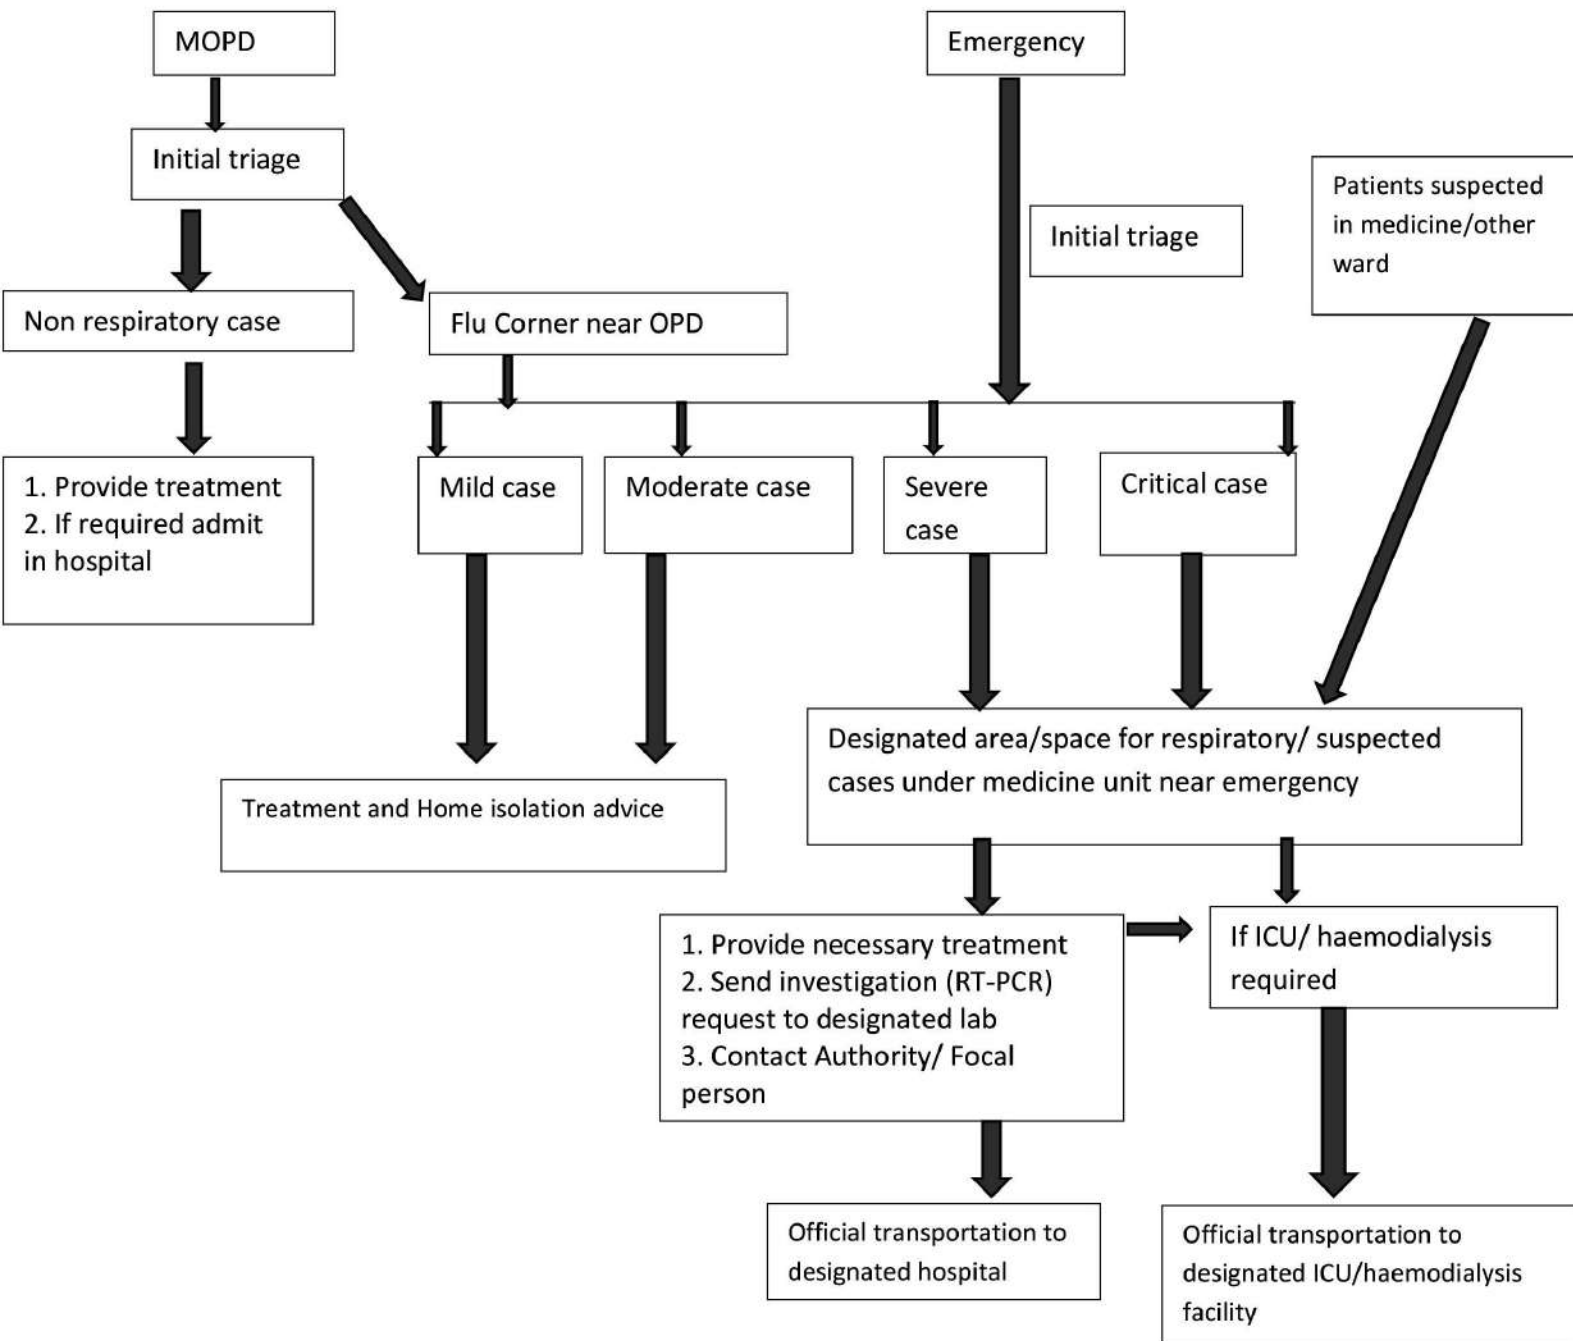 MOPD
Emergency
Initial triage
Patients suspected
in medicine/other
ward
Initial triage
Non respiratory case
Flu Corner near OPD
1. Provide treatment
2. If required admit
in hospital
Mild case
Moderate case
Severe
case
Critical case
Treatment and Home isolation advice
Designated area/space for respiratory/ suspected
cases under medicine unit near emergency
1. Provide necessary treatment
2. Send investigation (RT-PCR)
request to designated lab
3. Contact Authority/ Focal
person
If ICU/ haemodialysis
required
Official transportation to
designated hospital
Official transportation to
designated ICU/haemodialysis
facility